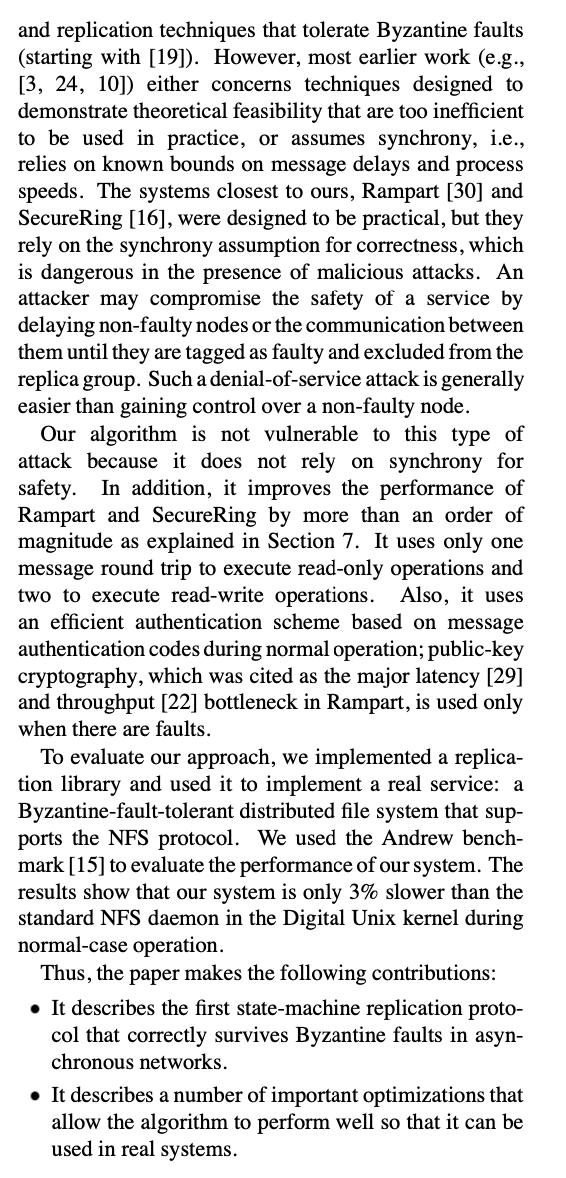 and replication techniques that tolerate Byzantine faults
(starting with [19]). However, most earlier work (e.g.,
[3, 24, 10]) either concerns techniques designed to
demonstrate theoretical feasibility that are too inefficient
to be used in practice, or assumes synchrony, i.e.,
relies on known bounds on message delays and process
speeds. The systems closest to ours, Rampart [30] and
SecureRing [16], were designed to be practical, but they
rely on the synchrony assumption for correctness, which
is dangerous in the presence of malicious attacks. An
attacker may compromise the safety of a service by
delaying non-faulty nodes or the communication between
them until they are tagged as faulty and excluded from the
replica group. Such a denial-of-service attack is generally
easier than gaining control over a non-faulty node.
Our algorithm is not vulnerable to this type of
attack because it does not rely on synchrony for
safety. In addition, it improves the performance of
Rampart and SecureRing by more than an order of
magnitude as explained in Section 7. It uses only one
message round trip to execute read-only operations and
two to execute read-write operations. Also, it uses
an efficient authentication scheme based on message
authentication codes during normal operation; public-key
cryptography, which was cited as the major latency [29]
and throughput [22] bottleneck in Rampart, is used only
when there are faults.
To evaluate our approach, we implemented a replica-
tion library and used it to implement a real service: a
Byzantine-fault-tolerant distributed file system that sup-
ports the NFS protocol. We used the Andrew bench-
mark [15] to evaluate the performance of our system. The
results show that our system is only 3% slower than the
standard NFS daemon in the Digital Unix kernel during
normal-case operation.
Thus, the paper makes the following contributions:
• It describes the first state-machine replication proto-
col that correctly survives Byzantine faults in asyn-
chronous networks.
• It describes a number of important optimizations that
allow the algorithm to perform well so that it can be
used in real systems.